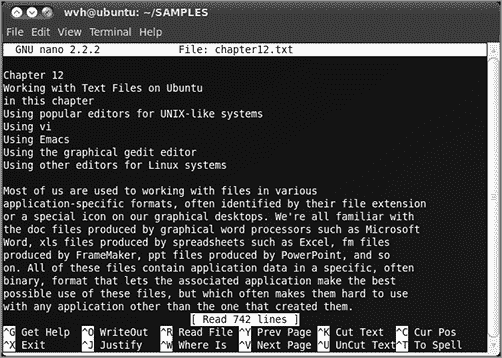 wvh@ubuntu: ~/SAMPLES
File Edit View Terminal Help
GNU nano 2.2.2 File: chapter12.txt
Chapter 12
Working with Text Files on Ubuntu
in this chapter
Using popular editors for UNIX-like systems
Using vi
Using Emacs
Using the graphical gedit editor
Using other editors for Linux systems
Most of us are used to working with files in various
application-specific formats, often identified by their file extension
or a special icon on our graphical desktops. We're all familiar with
the doc files produced by graphical word processors such as Microsoft
Word, xls files produced by spreadsheets such as Excel, fm files
produced by FrameMaker, ppt files produced by PowerPoint, and so
on. All of these files contain application data in a specific, often
binary, format that lets the associated application make the best
possible use of these files, but which often makes them hard to use
with any application other than the one that created them.
[ Read 742 lines ]
^G Get Help ^O WriteOut ^R Read File ^Y Prev Page ^K Cut Text ^C Cur Pos
^X Exit ^J Justify ^W Where Is ^V Next Page ^U UnCut Text ^T To Spell